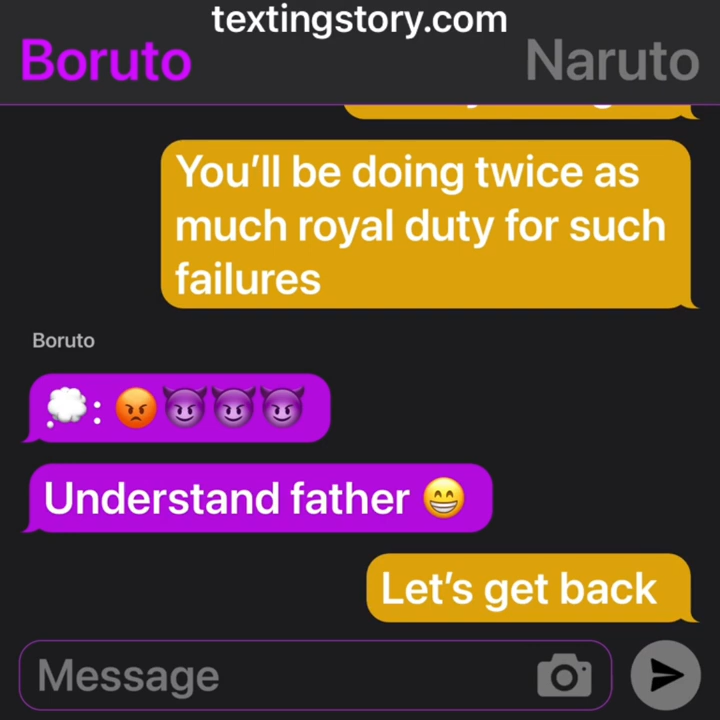 textingstory.com
Boruto
Naruto
You’ll be doing twice as
much royal duty for such
failures
Boruto
💭: 😡😈😈😈
Understand father 😁
Let’s get back
Message